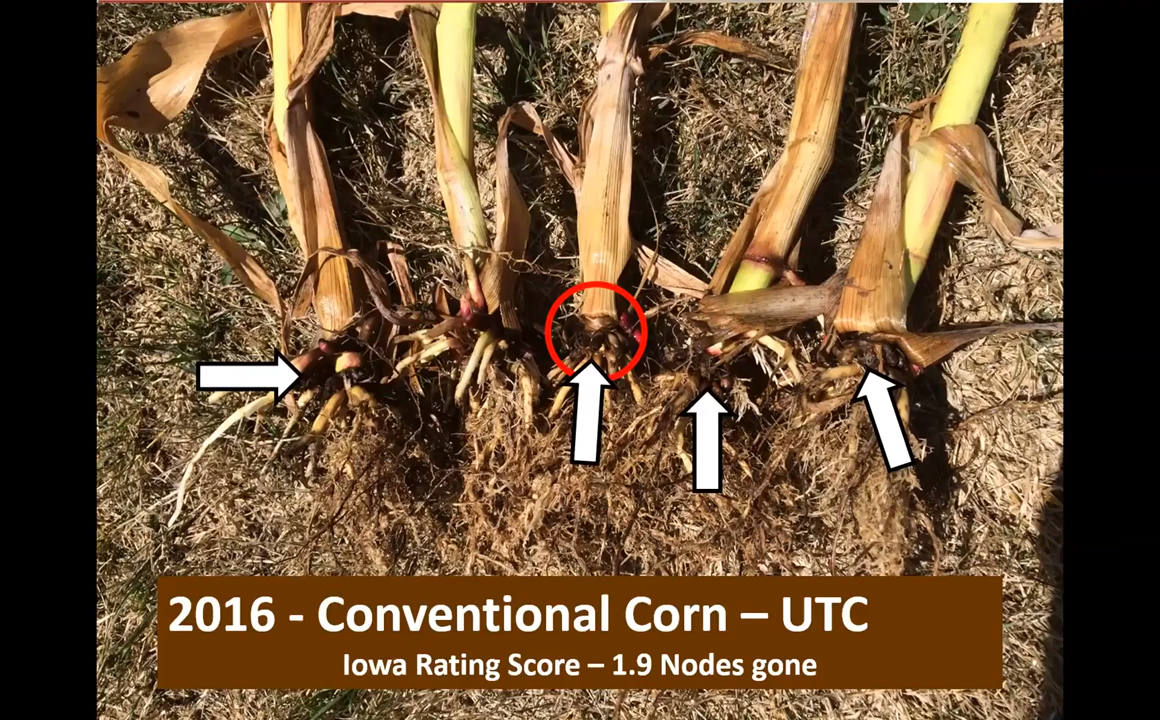 2016 - Conventional Corn – UTC
Iowa Rating Score – 1.9 Nodes gone